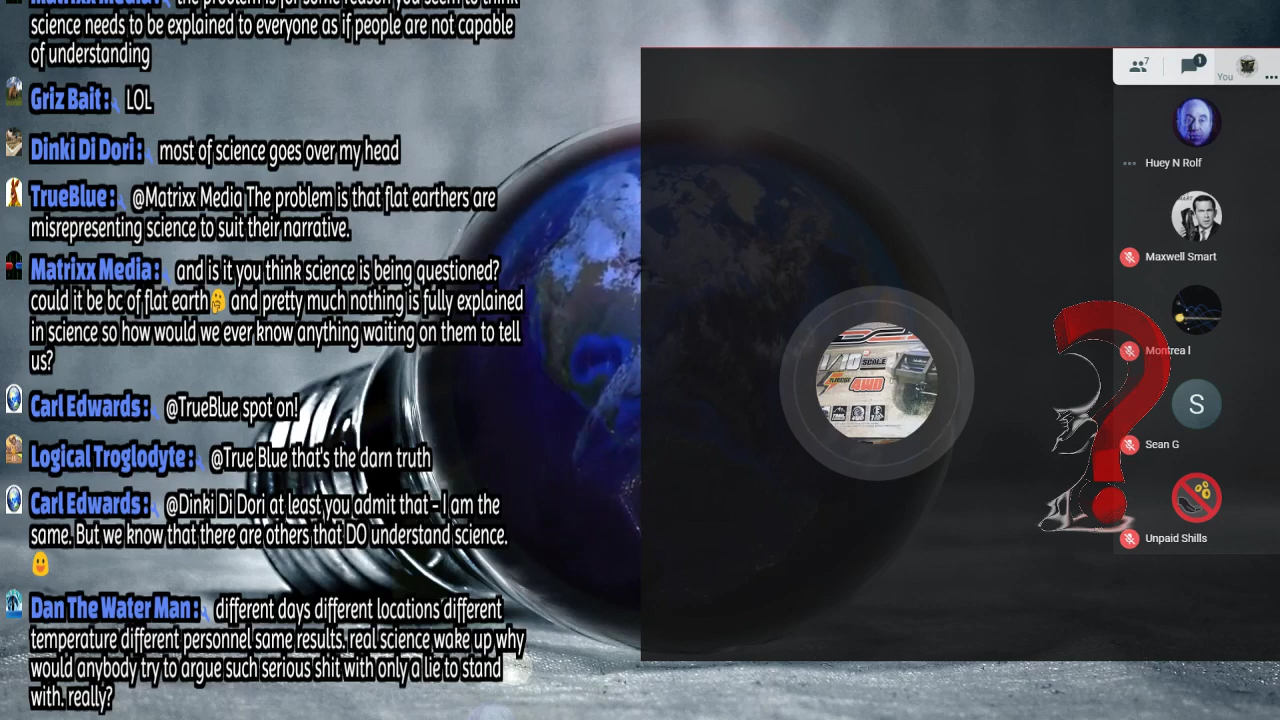 Matrixx Media: the problem is for some reason you seem to think
science needs to be explained to everyone as if people are not capable
of understanding
Griz Bait: LOL
Dinki Di Dori: most of science goes over my head
TrueBlue: @Matrixx Media The problem is that flat earthers are
misrepresenting science to suit their narrative.
Matrixx Media: and is it you think science is being questioned?
could it be bc of flat earth🤔 and pretty much nothing is fully explained
in science so how would we ever know anything waiting on them to tell
us?
Carl Edwards: @TrueBlue spot on!
Logical Troglodyte: @True Blue that's the darn truth
Carl Edwards: @Dinki Di Dori at least you admit that - I am the
same. But we know that there are others that DO understand science.
😃
Dan The Water Man: different days different locations different
temperature different personnel same results. real science wake up why
would anybody try to argue such serious shit with only a lie to stand
with. really?
1/10 SCALE
4WD
7
1
You
Huey N Rolf
Maxwell Smart
Montrea l
S
Sean G
Unpaid Shills
?